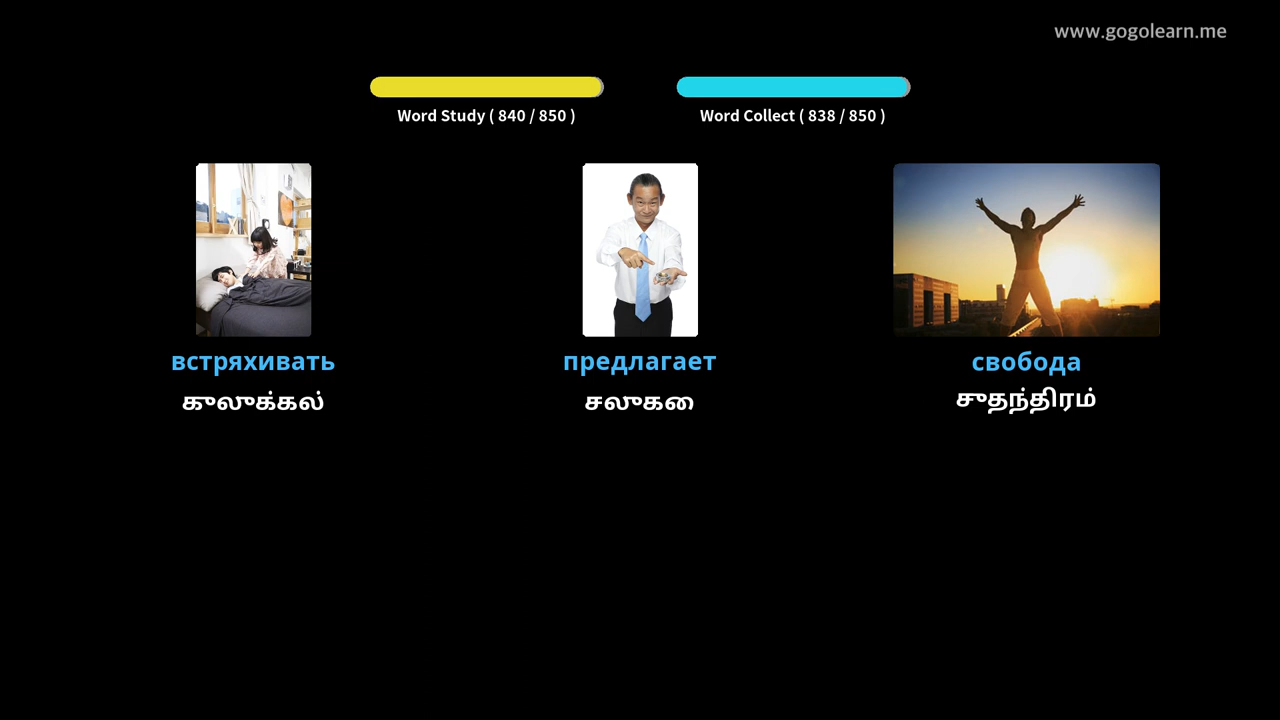 www.gogolearn.me
Word Study ( 840 / 850 )
Word Collect ( 838 / 850 )
встряхивать
குலுக்கல்
предлагает
சலுகை
свобода
சுதந்திரம்